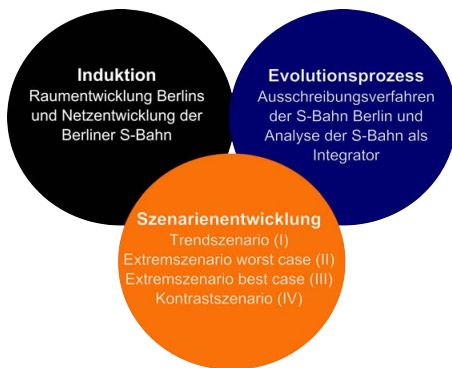 Induktion
Raumentwicklung Berlins
und Netzentwicklung der
Berliner S-Bahn
Evolutionsprozess
Ausschreibungsverfahren
der S-Bahn Berlin und
Analyse der S-Bahn als
Integrator
Szenarienentwicklung
Trendszenario (I)
Extremszenario worst case (II)
Extremszenario best case (III)
Kontrastszenario (IV)